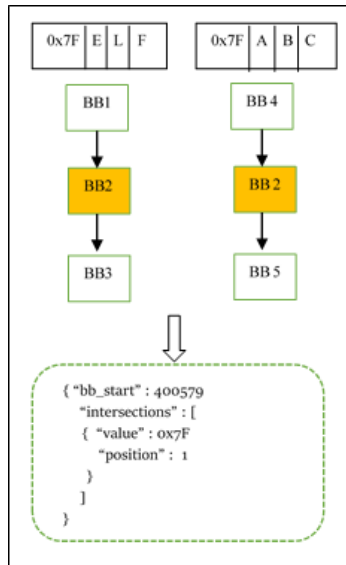 0x7F E L F
0x7F A B C
BB1
BB4
BB2
BB 2
BB3
BB 5
{ “bb_start” : 400579
“intersections” : [
{ “value” : 0x7F
“position” : 1
}
]
}